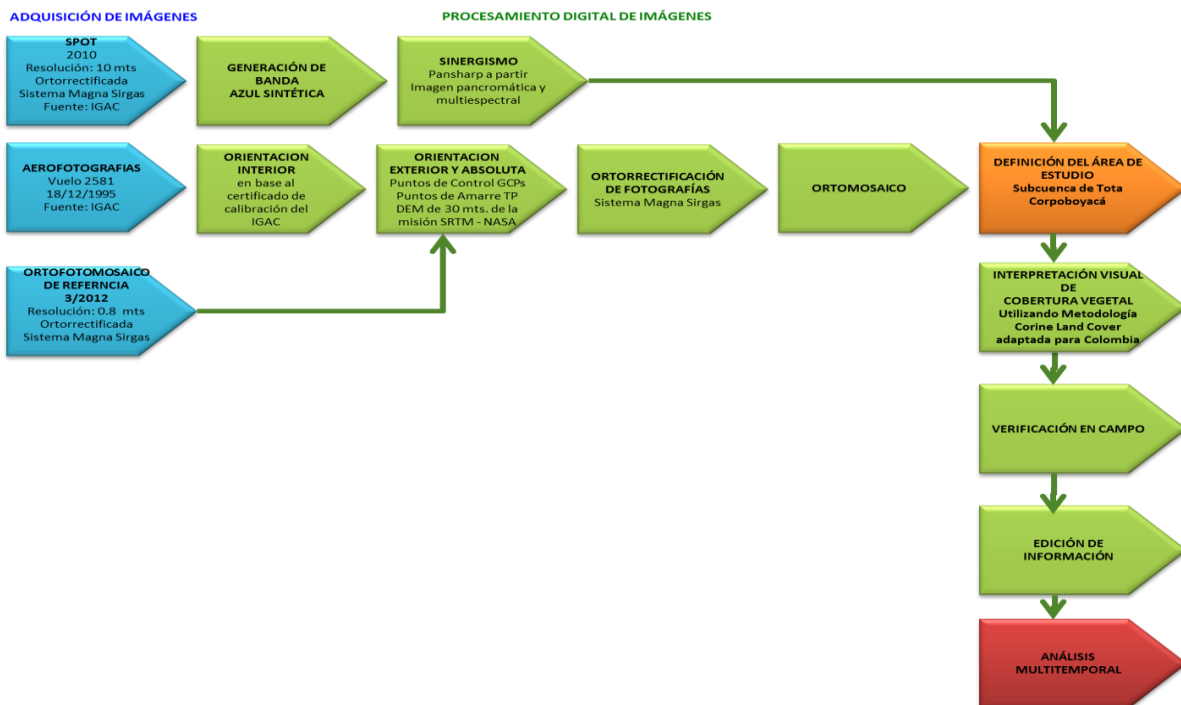 ADQUISICIÓN DE IMÁGENES
PROCESAMIENTO DIGITAL DE IMÁGENES
SPOT
2010
Resolución: 10 mts
Ortorrectificada
Sistema Magna Sirgas
Fuente: IGAC
GENERACIÓN DE
BANDA
AZUL SINTÉTICA
SINERGISMO
Pansharp a partir
Imagen pancromática y
multiespectral
AEROFOTOGRAFIAS
Vuelo 2581
18/12/1995
Fuente: IGAC
ORIENTACION
INTERIOR
en base al
certificado de
calibración del
IGAC
ORIENTACION
EXTERIOR Y ABSOLUTA
Puntos de Control GCPs
Puntos de Amarre TP
DEM de 30 mts. de la
misión SRTM - NASA
ORTORRECTIFICACIÓN
DE FOTOGRAFÍAS
Sistema Magna Sirgas
ORTOMOSAICO
DEFINICIÓN DEL ÁREA DE
ESTUDIO
Subcuenca de Tota
Corpoboyacá
ORTOFOTOMOSAICO
DE REFERNCIA
3/2012
Resolución: 0.8 mts
Ortorrectificada
Sistema Magna Sirgas
INTERPRETACIÓN VISUAL
DE
COBERTURA VEGETAL
Utilizando Metodología
Corine Land Cover
adaptada para Colombia
VERIFICACIÓN EN CAMPO
EDICIÓN DE
INFORMACIÓN
ANÁLISIS
MULTITEMPORAL